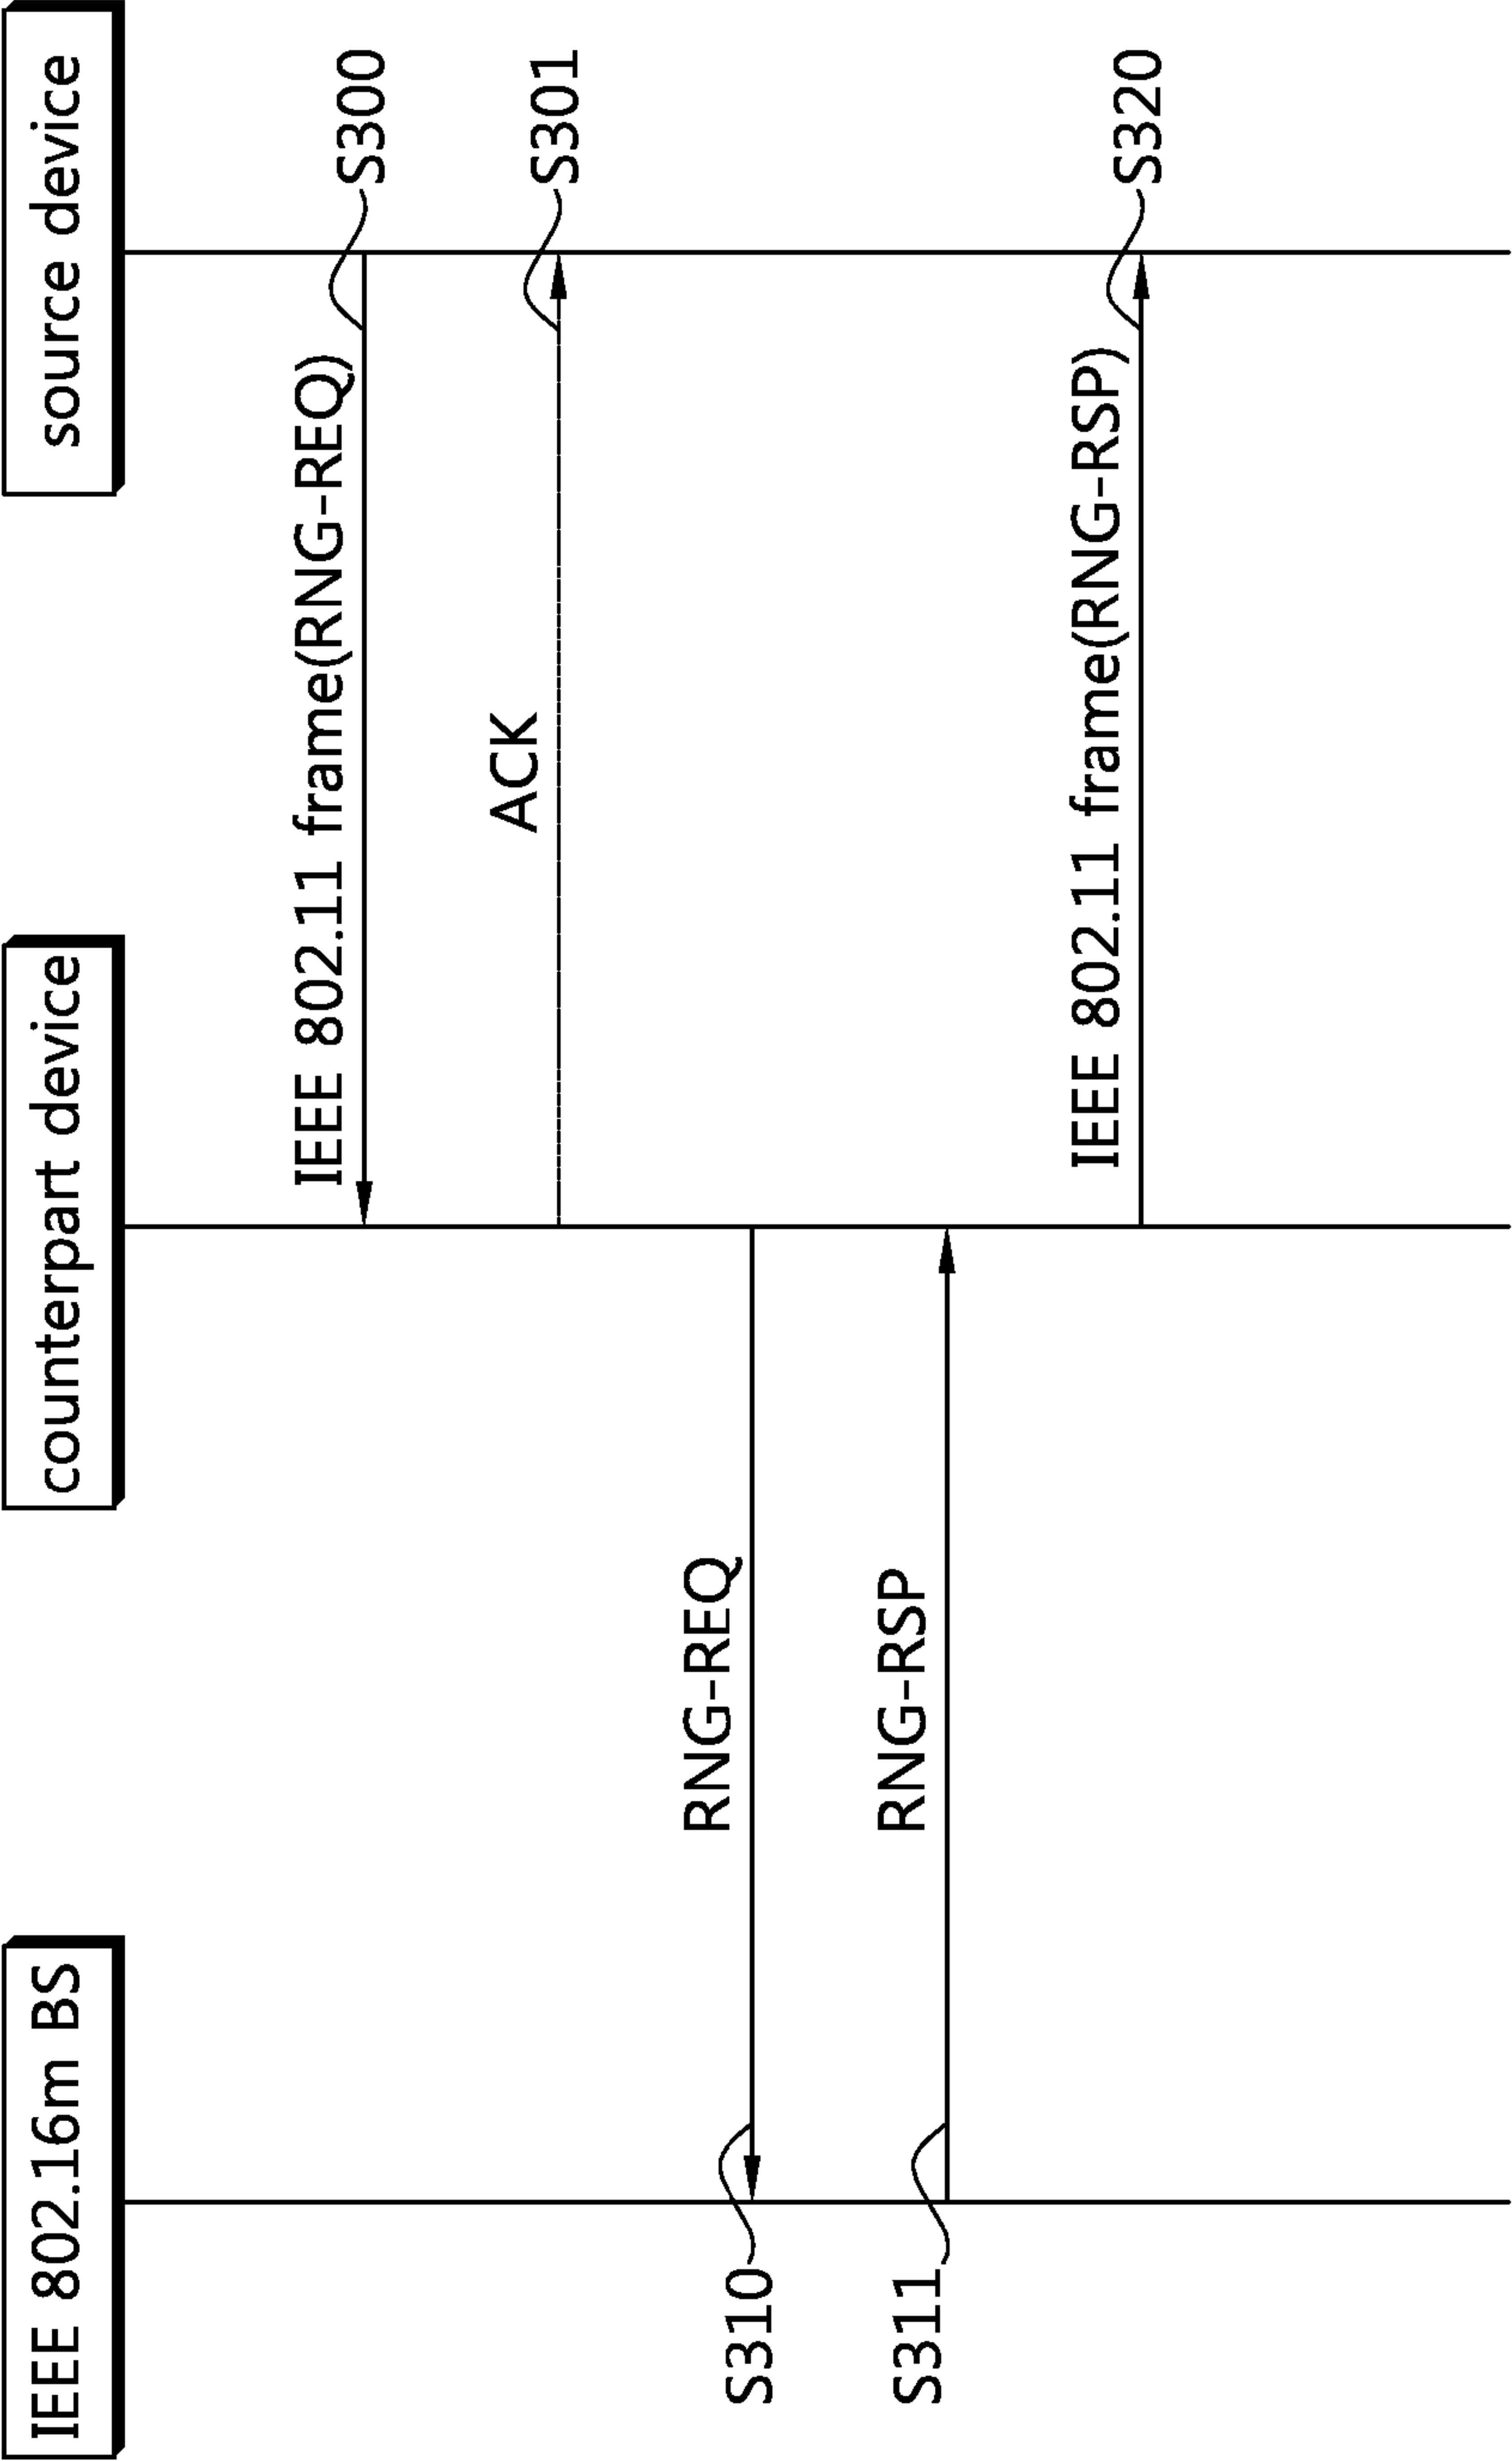 IEEE 802.16m BS
counterpart device
source device
IEEE 802.11 frame(RNG-REQ)
S300
ACK
S301
S310
RNG-REQ
S311
RNG-RSP
IEEE 802.11 frame(RNG-RSP)
S320